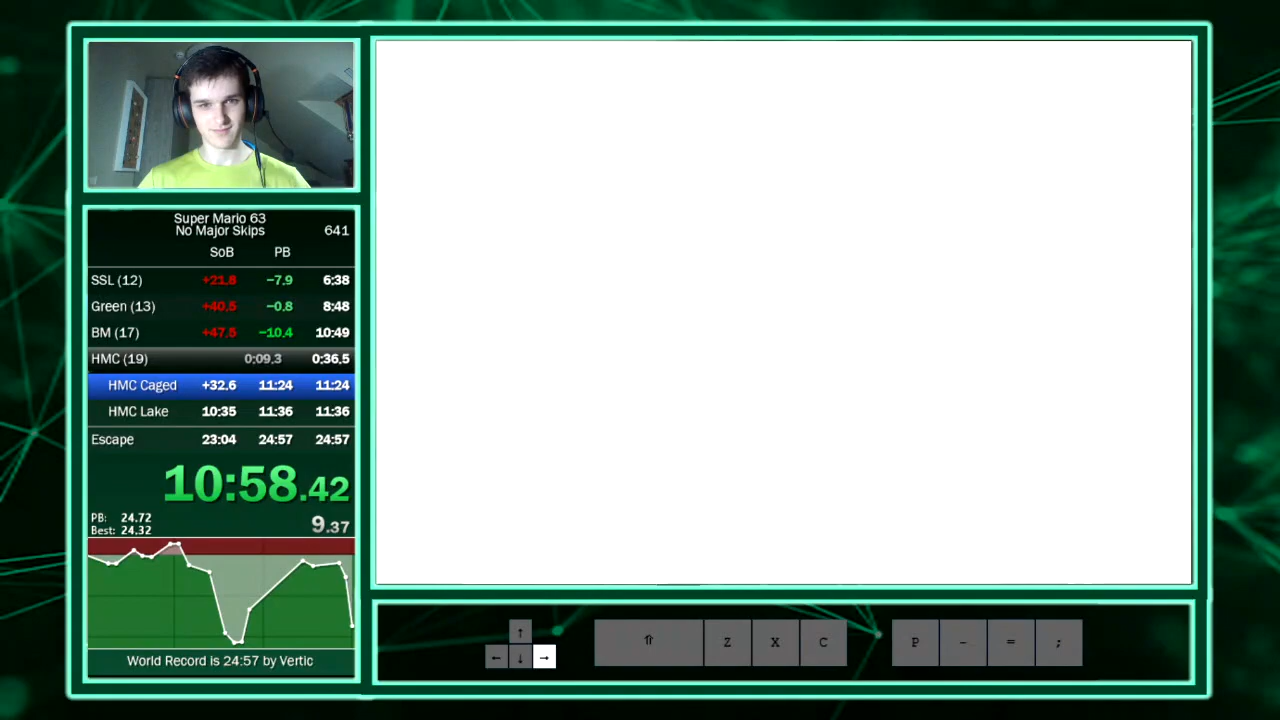 Super Mario 63
No Major Skips 641
SoB PB
SSL (12) +21.8 −7.9 6:38
Green (13) +40.5 −0.8 8:48
BM (17) +47.5 −10.4 10:49
HMC (19) 0:09.3 0:36.5
HMC Caged +32.6 11:24 11:24
HMC Lake 10:35 11:36 11:36
Escape 23:04 24:57 24:57
10:58.42
PB: 24.72
Best: 24.32
9.37
World Record is 24:57 by Vertic
↑
← ↓ →
⇧ Z X C P - = ;